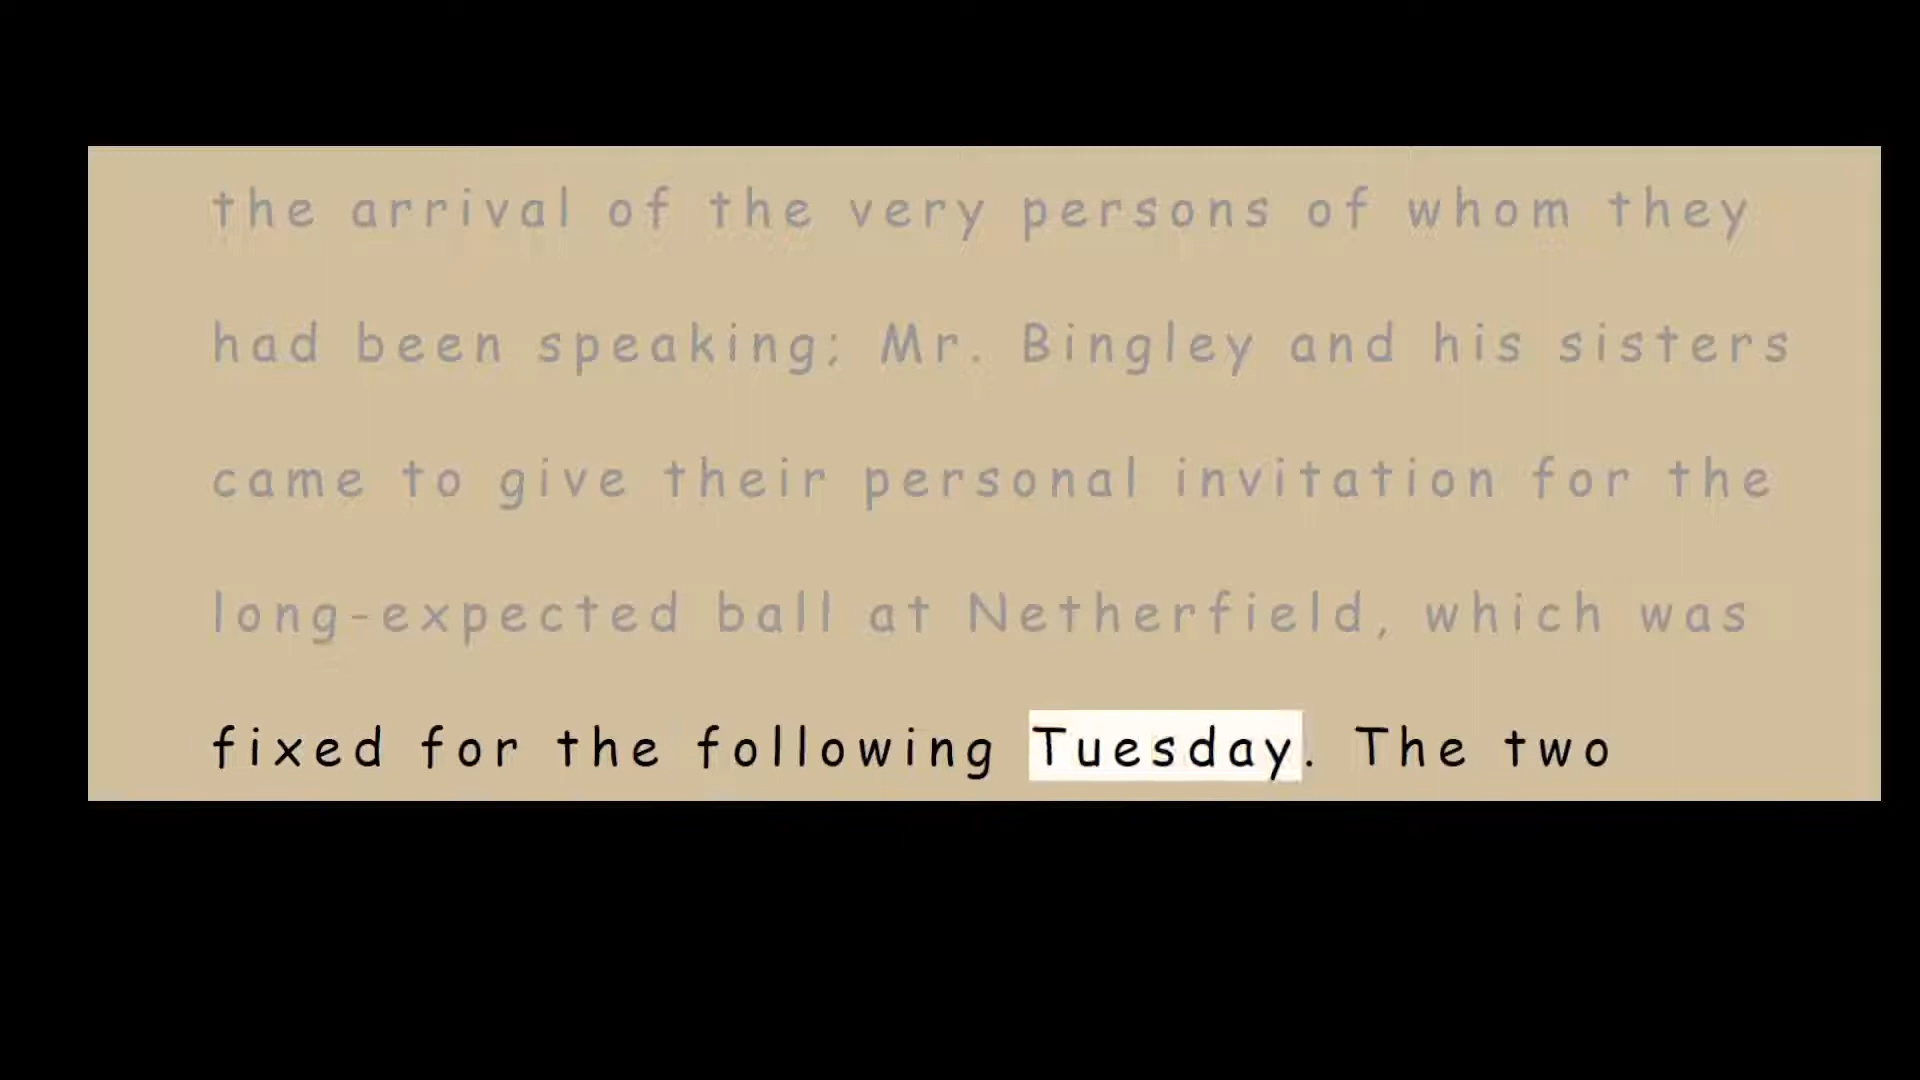 the arrival of the very persons of whom they
had been speaking; Mr. Bingley and his sisters
came to give their personal invitation for the
long-expected ball at Netherfield, which was
fixed for the following Tuesday. The two